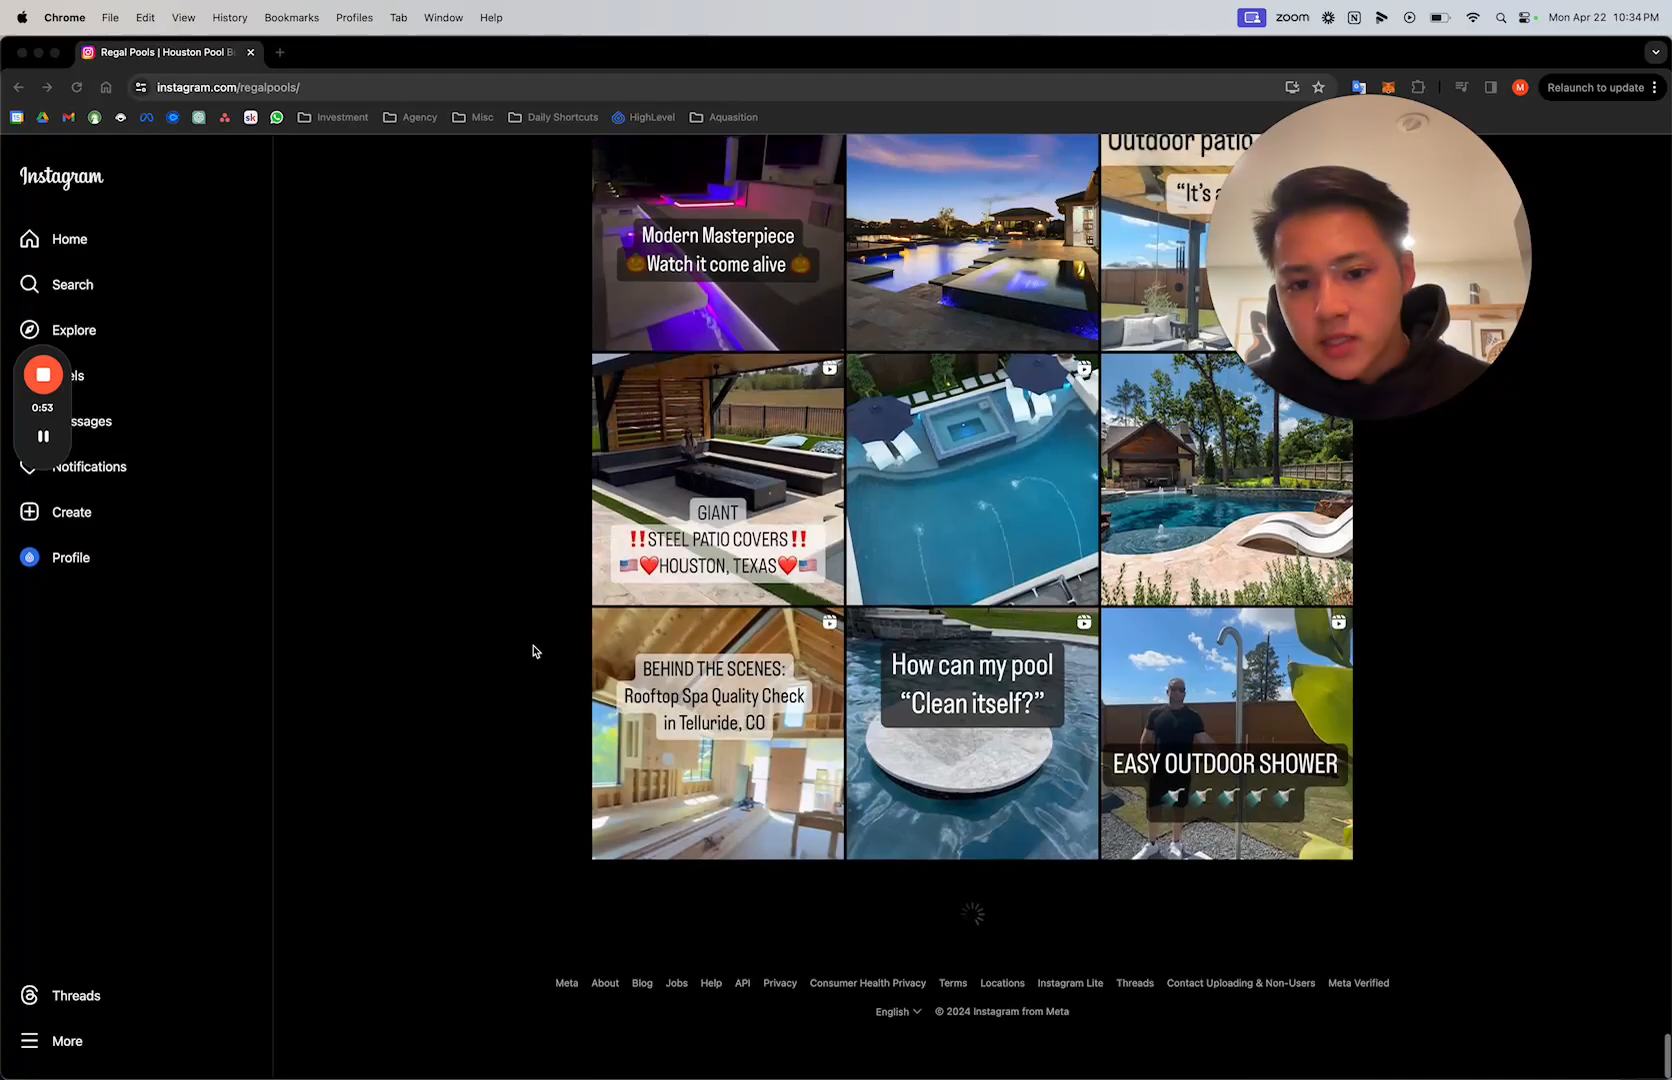 Chrome File Edit View History Bookmarks Profiles Tab Window Help
zoom Mon Apr 22 10:34 PM
Regal Pools | Houston Pool B
instagram.com/regalpools/
Relaunch to update
M
Investment Agency Misc Daily Shortcuts HighLevel Aquasition
Instagram
Home
Search
Explore
els
ssages
Notifications
Create
Profile
Threads
More
0:53
Modern Masterpiece
🎃Watch it come alive🎃
Outdoor patio
“It’s a
GIANT
‼️STEEL PATIO COVERS‼️
🇺🇸❤️HOUSTON, TEXAS❤️🇺🇸
BEHIND THE SCENES:
Rooftop Spa Quality Check
in Telluride, CO
How can my pool
“Clean itself?”
EASY OUTDOOR SHOWER
Meta About Blog Jobs Help API Privacy Consumer Health Privacy Terms Locations Instagram Lite Threads Contact Uploading & Non-Users Meta Verified
English © 2024 Instagram from Meta